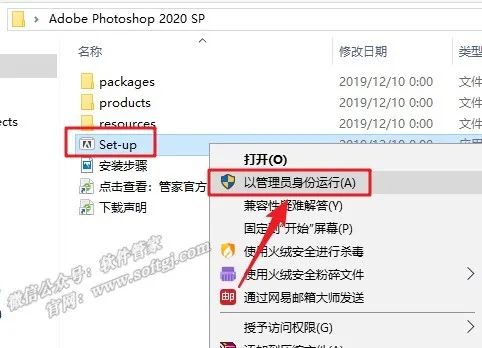 Adobe Photoshop 2020 SP
名称
修改日期
类型
packages
2019/12/10 0:00
products
2019/12/10 0:00
resources
2019/12/10 0:00
Set-up
安装步骤
点击查看：管家官方
下载声明
打开(O)
以管理员身份运行(A)
兼容性疑难解答(Y)
固定到"开始"屏幕(P)
使用火绒安全进行杀毒
使用火绒安全粉碎文件
通过网易邮箱大师发送
授予访问权限(G)
添加到压缩文件(A)
ects
微信公众号：软件管家
官网：www.softgj.com